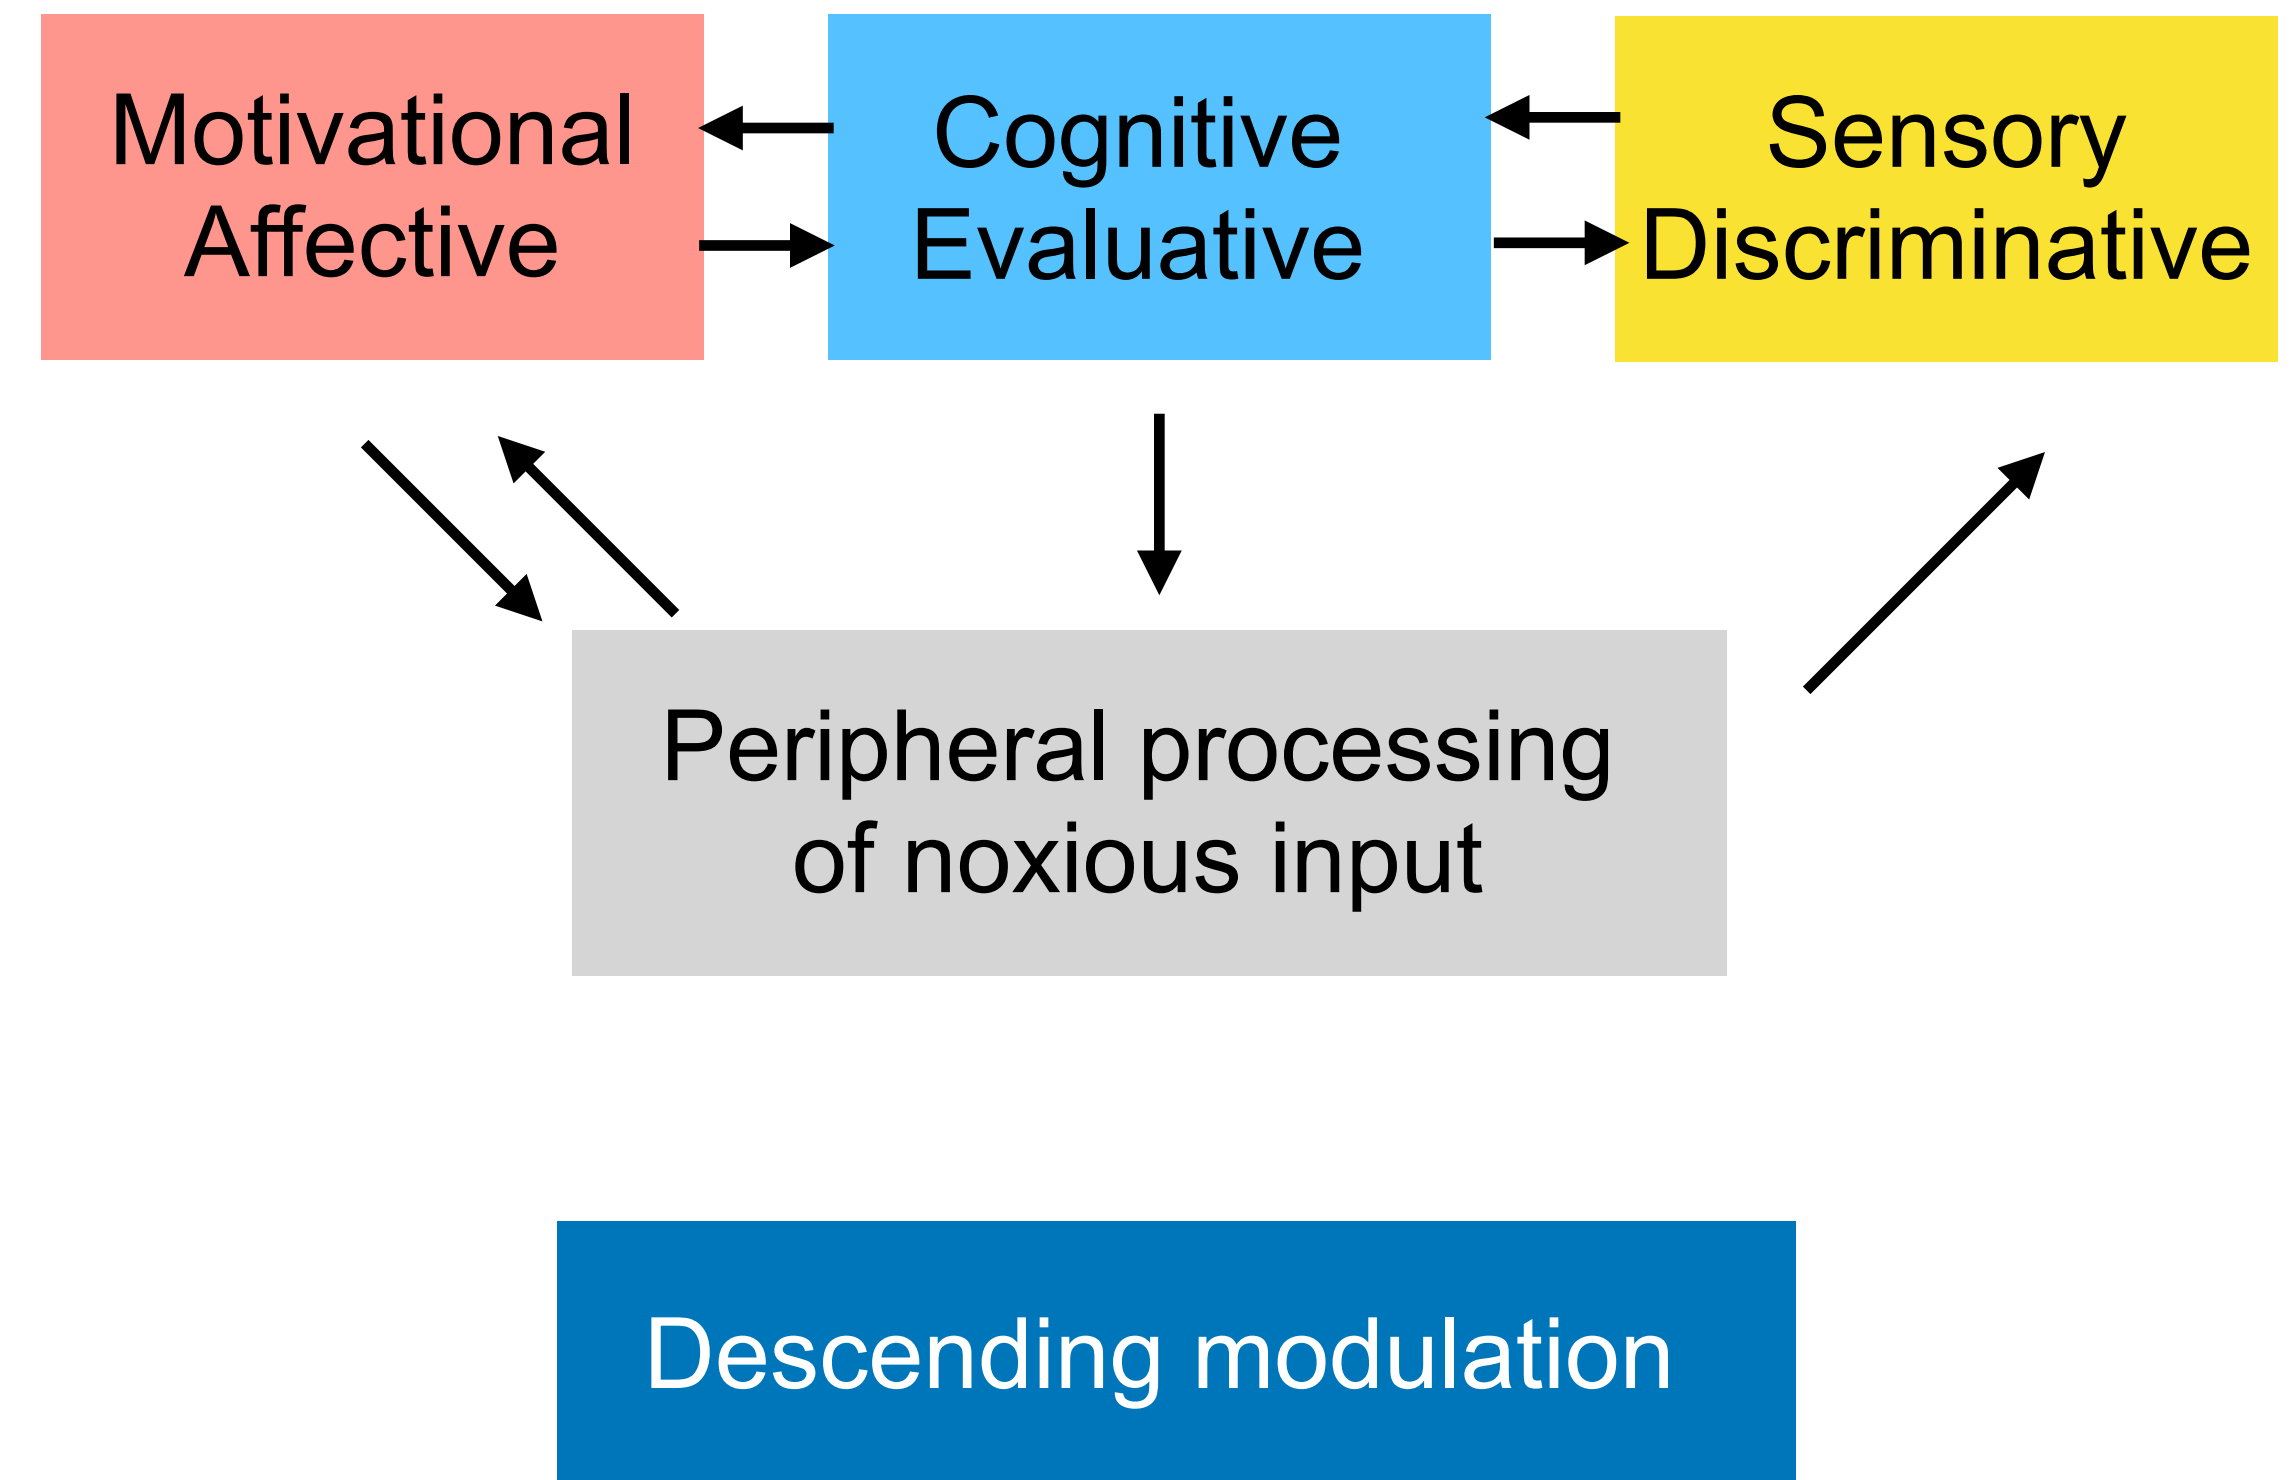 Motivational
Affective
Cognitive
Evaluative
Sensory
Discriminative
Peripheral processing
of noxious input
Descending modulation